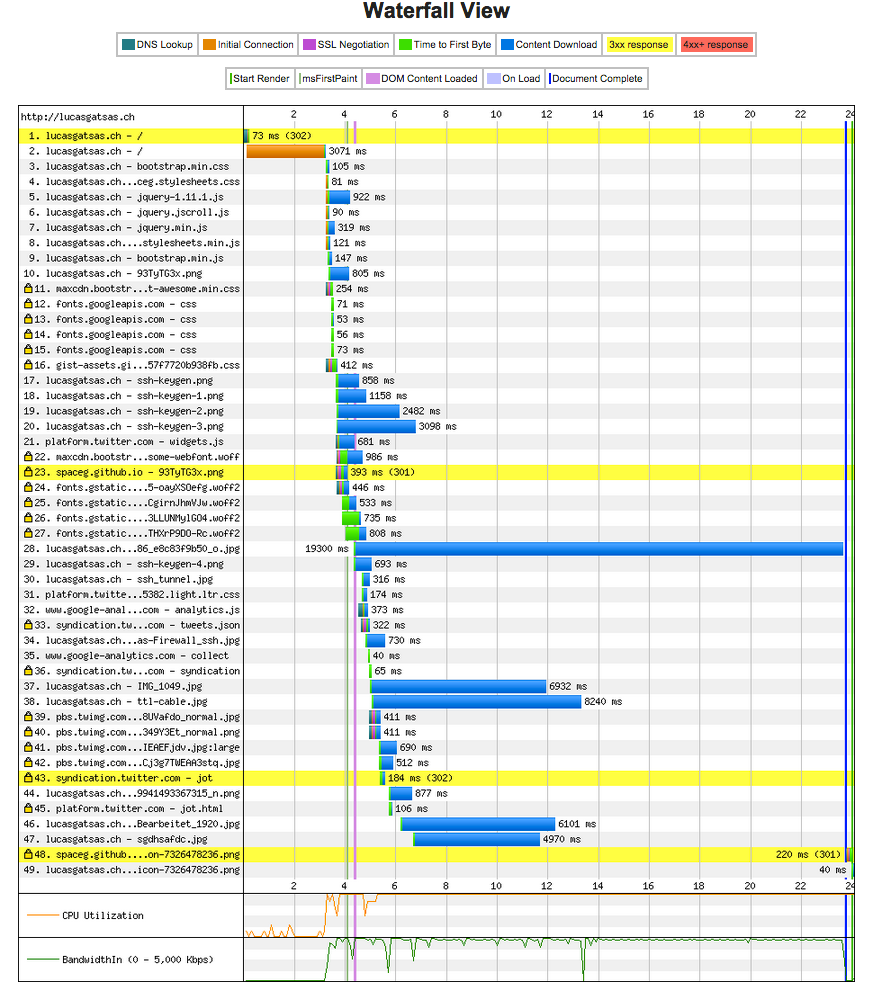 Waterfall View
DNS Lookup Initial Connection SSL Negotiation Time to First Byte Content Download 3xx response 4xx+ response
Start Render msFirstPaint DOM Content Loaded On Load Document Complete
http://lucasgatsas.ch 2 4 6 8 10 12 14 16 18 20 22 24
1. lucasgatsas.ch - / 73 ms (302)
2. lucasgatsas.ch - / 3071 ms
3. lucasgatsas.ch - bootstrap.min.css 105 ms
4. lucasgatsas.ch...ceg.stylesheets.css 81 ms
5. lucasgatsas.ch - jquery-1.11.1.js 922 ms
6. lucasgatsas.ch - jquery.jscroll.js 90 ms
7. lucasgatsas.ch - jquery.min.js 319 ms
8. lucasgatsas.ch....stylesheets.min.js 121 ms
9. lucasgatsas.ch - bootstrap.min.js 147 ms
10. lucasgatsas.ch - 93TyTG3x.png 805 ms
11. maxcdn.bootstr...t-awesome.min.css 254 ms
12. fonts.googleapis.com - css 71 ms
13. fonts.googleapis.com - css 53 ms
14. fonts.googleapis.com - css 56 ms
15. fonts.googleapis.com - css 73 ms
16. gist-assets.gi...57f7720b938fb.css 412 ms
17. lucasgatsas.ch - ssh-keygen.png 858 ms
18. lucasgatsas.ch - ssh-keygen-1.png 1158 ms
19. lucasgatsas.ch - ssh-keygen-2.png 2482 ms
20. lucasgatsas.ch - ssh-keygen-3.png 3098 ms
21. platform.twitter.com - widgets.js 681 ms
22. maxcdn.bootstr...some-webfont.woff 986 ms
23. spaceg.github.io - 93TyTG3x.png 393 ms (301)
24. fonts.gstatic....5-oayXSOefg.woff2 446 ms
25. fonts.gstatic....CgirnJhmVJw.woff2 533 ms
26. fonts.gstatic....3LLUNMylGO4.woff2 735 ms
27. fonts.gstatic....THXrP9DO-Rc.woff2 808 ms
28. lucasgatsas.ch...86_e8c83f9b50_o.jpg 19300 ms
29. lucasgatsas.ch - ssh-keygen-4.png 693 ms
30. lucasgatsas.ch - ssh_tunnel.jpg 316 ms
31. platform.twitte...5382.light.ltr.css 174 ms
32. www.google-anal...com - analytics.js 373 ms
33. syndication.tw...com - tweets.json 322 ms
34. lucasgatsas.ch...as-Firewall_ssh.jpg 730 ms
35. www.google-analytics.com - collect 40 ms
36. syndication.tw...com - syndication 65 ms
37. lucasgatsas.ch - IMG_1049.jpg 6932 ms
38. lucasgatsas.ch - ttl-cable.jpg 8240 ms
39. pbs.twimg.com...8UVafdo_normal.jpg 411 ms
40. pbs.twimg.com...349Y3Et_normal.png 411 ms
41. pbs.twimg.com...IEAEFjdv.jpg:large 690 ms
42. pbs.twimg.com...Cj3g7TWEAA3stq.jpg 512 ms
43. syndication.twitter.com - jot 184 ms (302)
44. lucasgatsas.ch...9941493367315_n.png 877 ms
45. platform.twitter.com - jot.html 106 ms
46. lucasgatsas.ch...Bearbeitet_1920.jpg 6101 ms
47. lucasgatsas.ch - sgdhsafdc.jpg 4970 ms
48. spaceg.github....on-7326478236.png 220 ms (301)
49. lucasgatsas.ch...icon-7326478236.png 40 ms
2 4 6 8 10 12 14 16 18 20 22 24
CPU Utilization
BandwidthIn (0 - 5,000 Kbps)